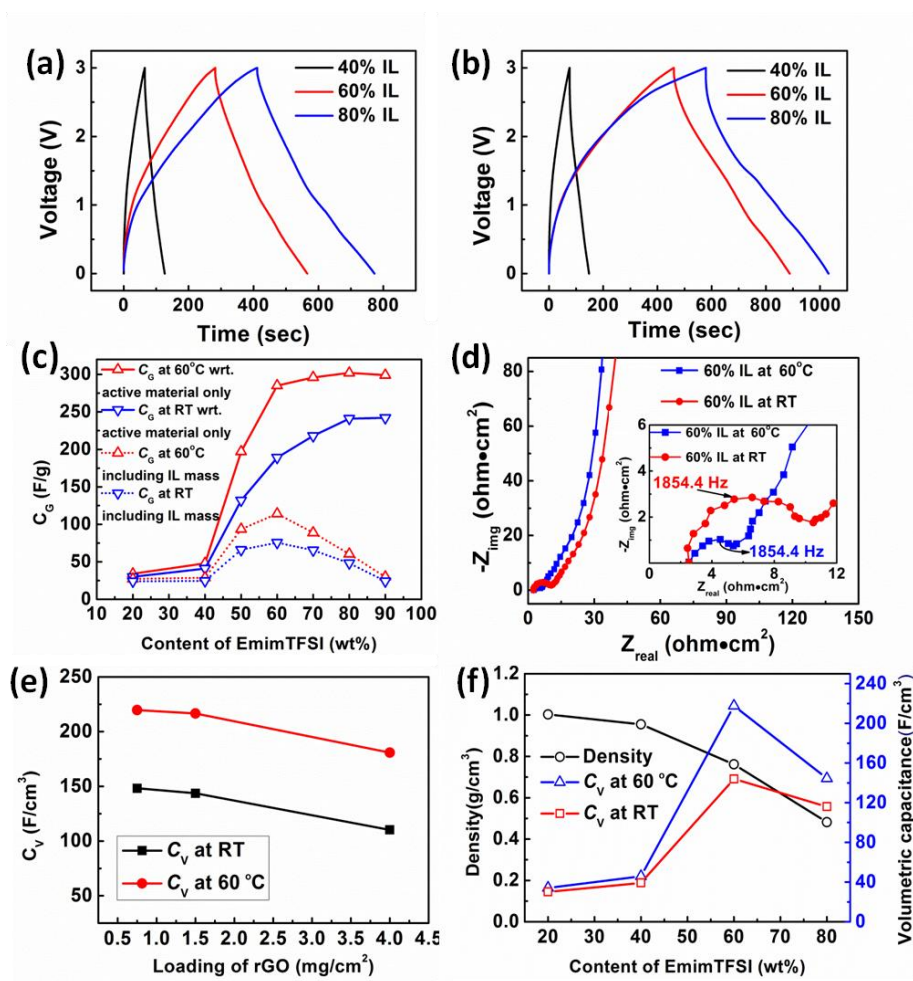 (a)
40% IL
60% IL
80% IL
Voltage (V)
3
2
1
0
0 200 400 600 800
Time (sec)
(b)
40% IL
60% IL
80% IL
Voltage (V)
3
2
1
0
0 200 400 600 800 1000
Time (sec)
(c)
C_G at 60°C wrt.
active material only
C_G at RT wrt.
active material only
C_G at 60°C
including IL mass
C_G at RT
including IL mass
C_G (F/g)
300
250
200
150
100
50
0
10 20 30 40 50 60 70 80 90 100
Content of EmimTFSI (wt%)
(d)
60% IL at 60°C
60% IL at RT
-Z_img (ohm•cm²)
80
60
40
20
0
0 30 60 90 120 150
Z_real (ohm•cm²)
60% IL at 60°C
60% IL at RT
1854.4 Hz
1854.4 Hz
-Z_img (ohm•cm²)
6
4
2
0
0 4 8 12
Z_real (ohm•cm²)
(e)
C_V (F/cm³)
250
200
150
100
50
0.5 1.0 1.5 2.0 2.5 3.0 3.5 4.0 4.5
C_V at RT
C_V at 60 °C
Loading of rGO (mg/cm²)
(f)
Density
C_V at 60 °C
C_V at RT
Density(g/cm³)
1.2
1.0
0.8
0.6
0.4
0.2
0.0
20 30 40 50 60 70 80
Content of EmimTFSI (wt%)
240
200
160
120
80
40
0
Volumetric capacitance(F/cm³)